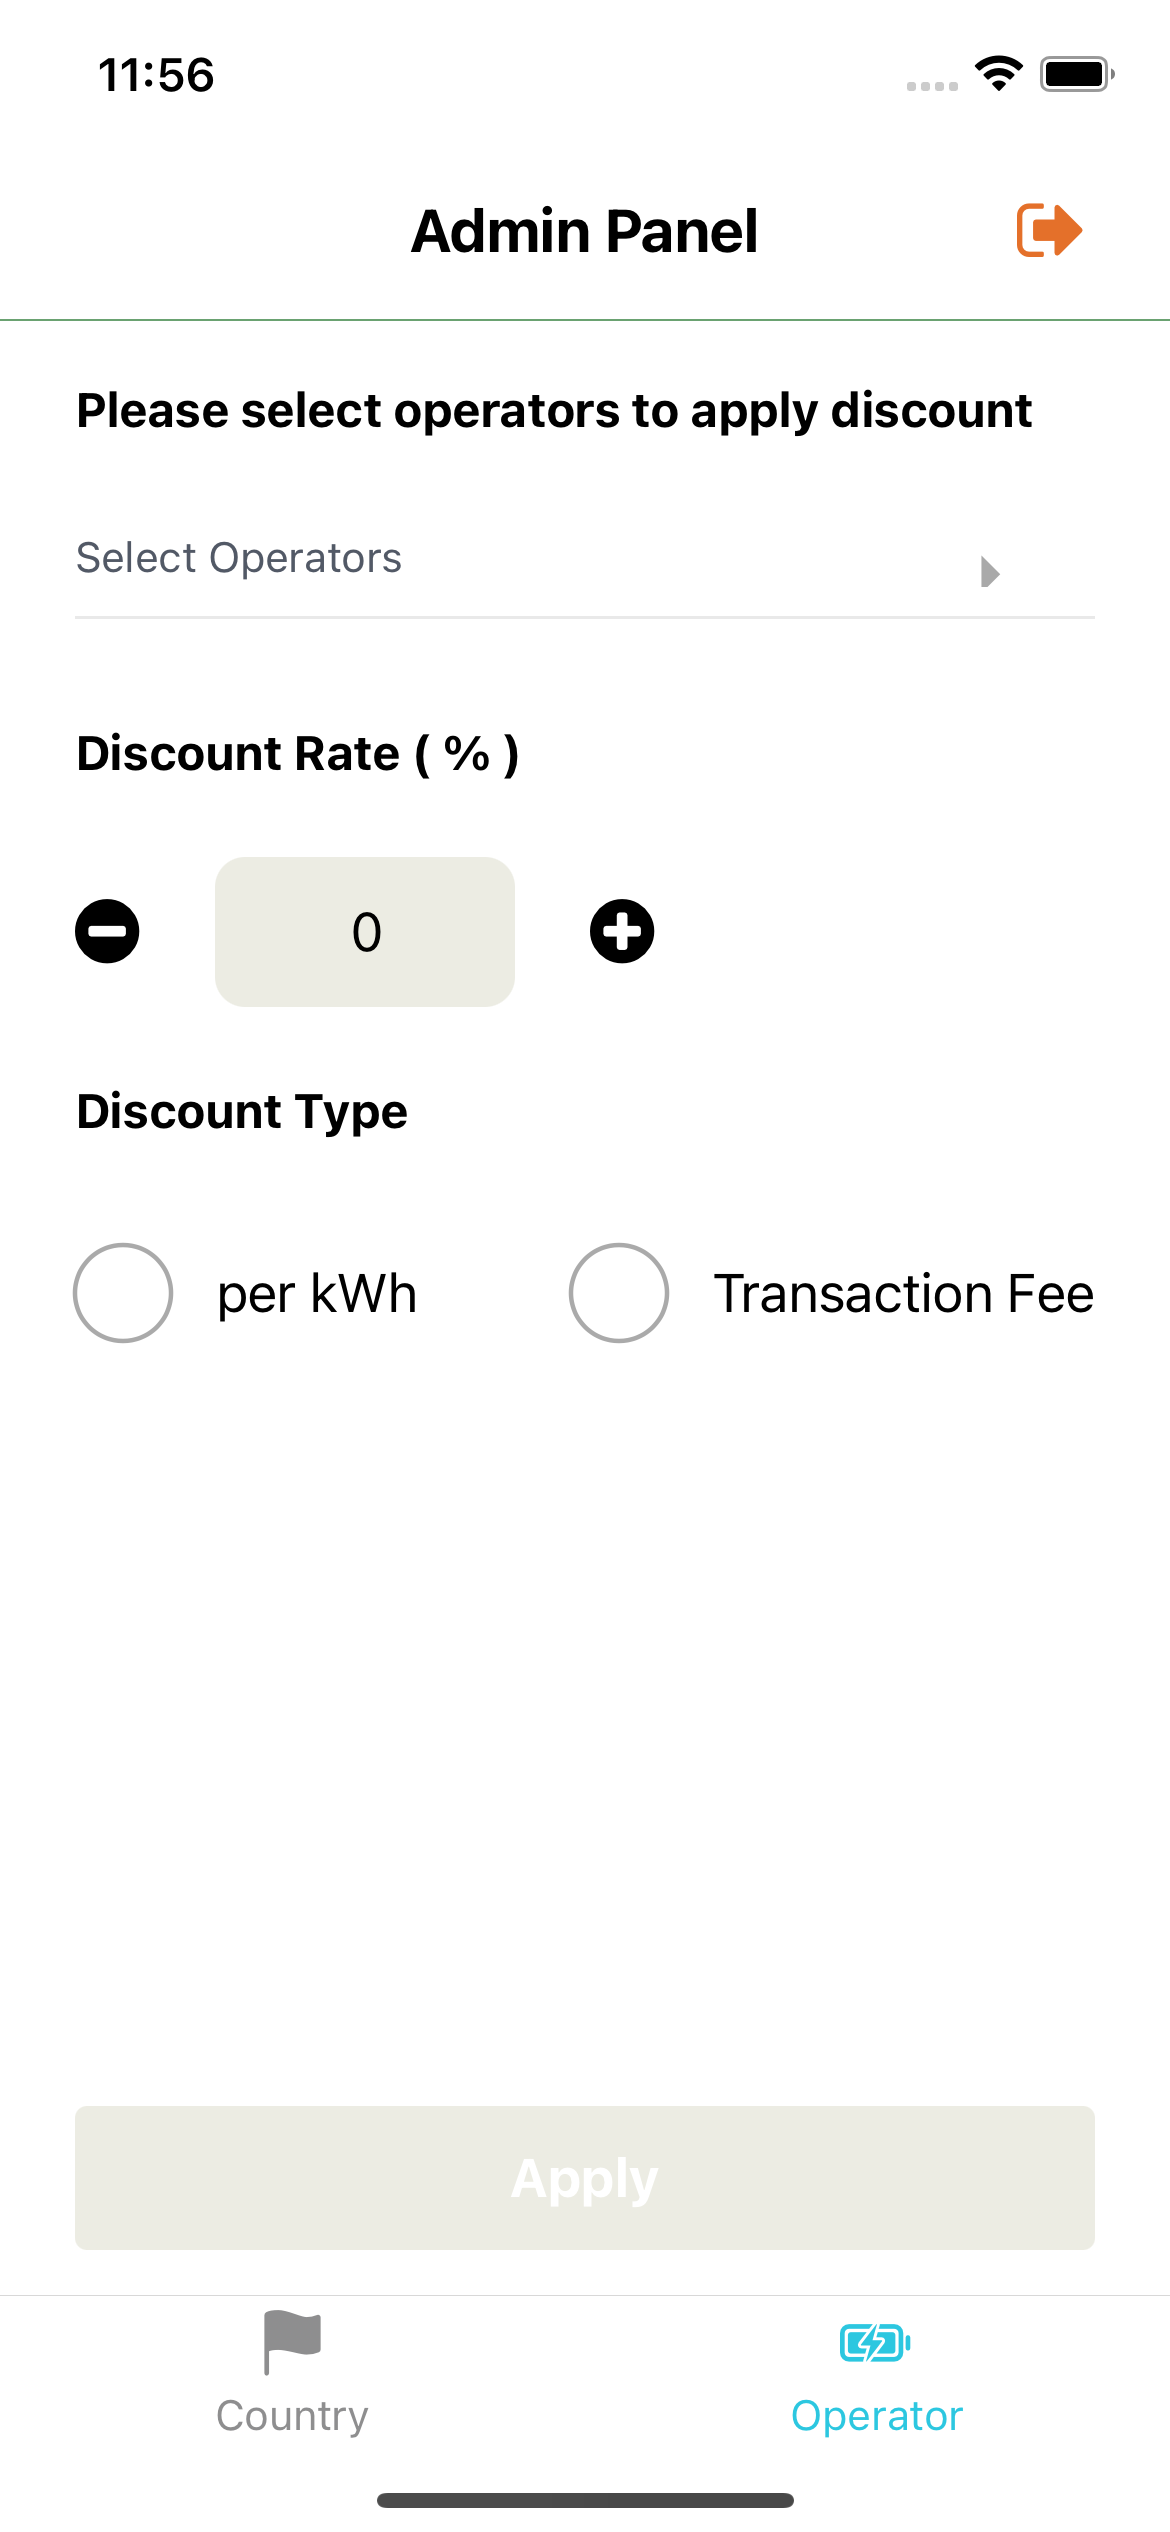 11:56
Admin Panel
Please select operators to apply discount
Select Operators
Discount Rate ( % )
0
Discount Type
per kWh
Transaction Fee
Apply
Country
Operator